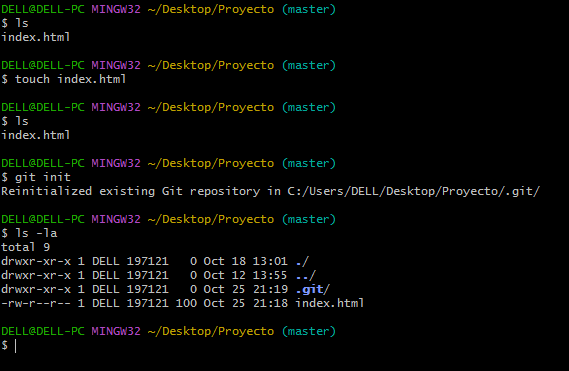 DELL@DELL-PC MINGW32 ~/Desktop/Proyecto (master)
$ ls
index.html
DELL@DELL-PC MINGW32 ~/Desktop/Proyecto (master)
$ touch index.html
DELL@DELL-PC MINGW32 ~/Desktop/Proyecto (master)
$ ls
index.html
DELL@DELL-PC MINGW32 ~/Desktop/Proyecto (master)
$ git init
Reinitialized existing Git repository in C:/Users/DELL/Desktop/Proyecto/.git/
DELL@DELL-PC MINGW32 ~/Desktop/Proyecto (master)
$ ls -la
total 9
drwxr-xr-x 1 DELL 197121   0 Oct 18 13:01 ./
drwxr-xr-x 1 DELL 197121   0 Oct 12 13:55 ../
drwxr-xr-x 1 DELL 197121   0 Oct 25 21:19 .git/
-rw-r--r-- 1 DELL 197121 100 Oct 25 21:18 index.html
DELL@DELL-PC MINGW32 ~/Desktop/Proyecto (master)
$